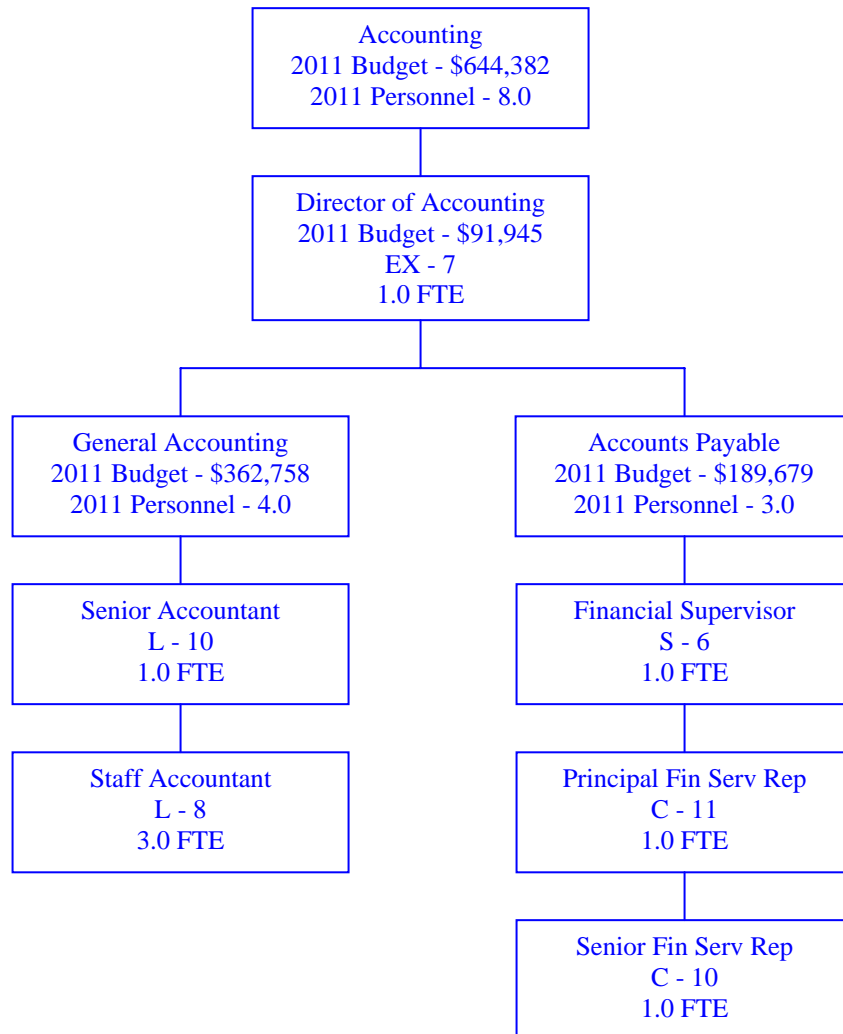 Accounting
2011 Budget - $644,382
2011 Personnel - 8.0
Director of Accounting
2011 Budget - $91,945
EX - 7
1.0 FTE
General Accounting
2011 Budget - $362,758
2011 Personnel - 4.0
Accounts Payable
2011 Budget - $189,679
2011 Personnel - 3.0
Senior Accountant
L - 10
1.0 FTE
Financial Supervisor
S - 6
1.0 FTE
Staff Accountant
L - 8
3.0 FTE
Principal Fin Serv Rep
C - 11
1.0 FTE
Senior Fin Serv Rep
C - 10
1.0 FTE